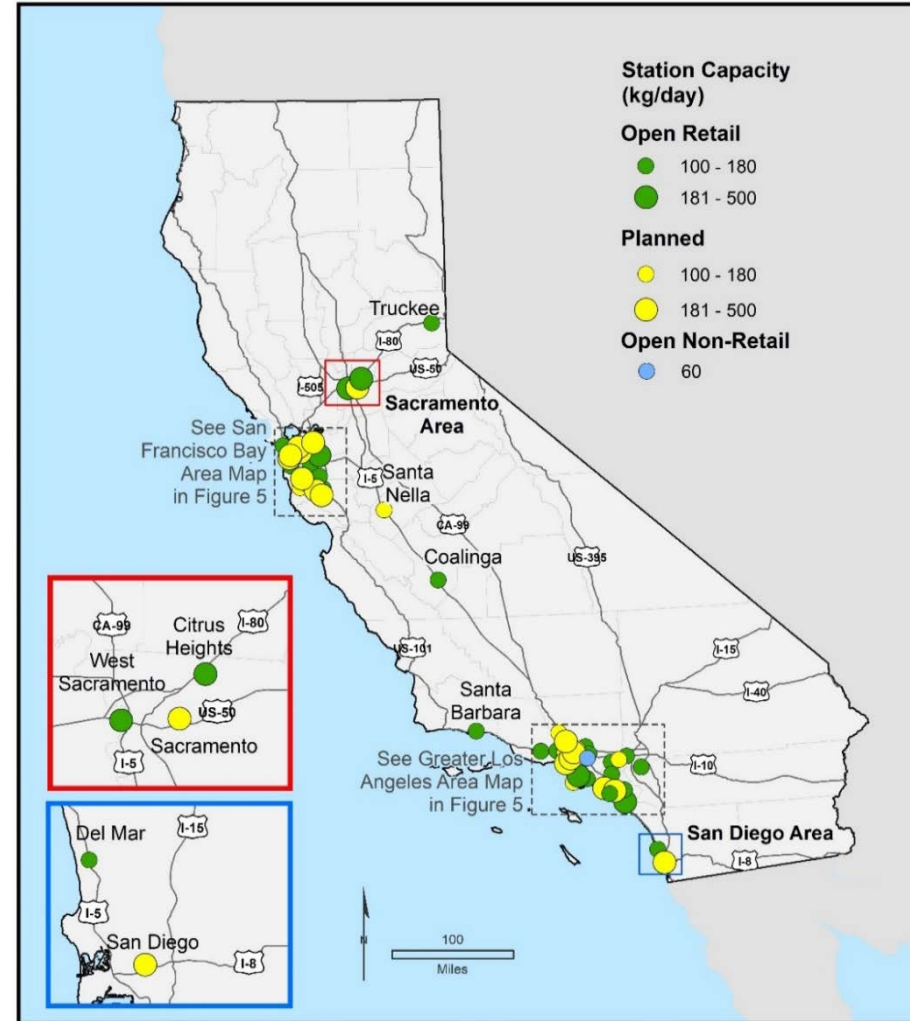 Station Capacity
(kg/day)
Open Retail
100 - 180
181 - 500
Planned
100 - 180
181 - 500
Open Non-Retail
60
Truckee
I-80
US-50
I-505
Sacramento
Area
See San
Francisco Bay
Area Map
in Figure 5
I-5
Santa
Nella
CA-99
US-395
Coalinga
US-101
I-15
I-40
Santa
Barbara
See Greater Los
Angeles Area Map
in Figure 5
I-10
San Diego Area
I-8
CA-99
Citrus
Heights
I-80
West
Sacramento
US-50
Sacramento
I-5
Del Mar
I-15
I-5
San Diego
I-8
N
100
Miles